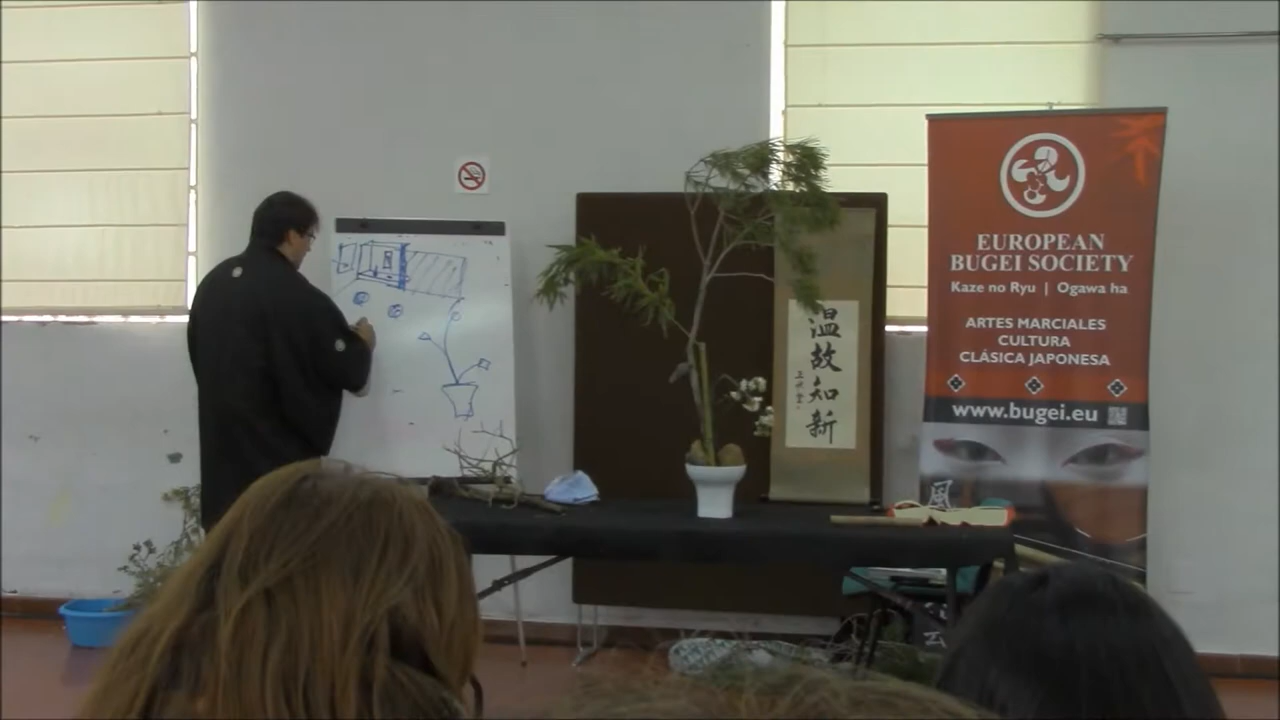 温故知新
EUROPEAN
BUGEI SOCIETY
Kaze no Ryu | Ogawa ha
ARTES MARCIALES
CULTURA
CLÁSICA JAPONESA
www.bugei.eu
風